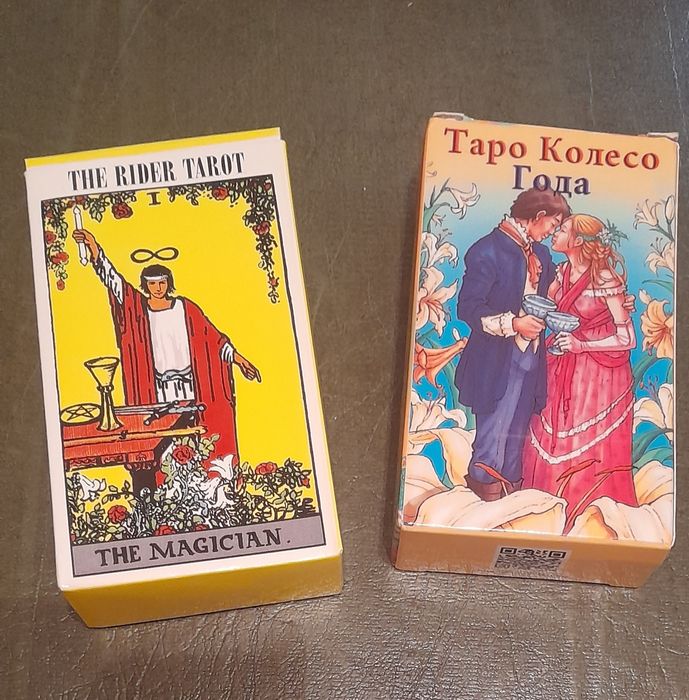 THE RIDER TAROT
I
THE MAGICIAN.
Таро Колесо
Года